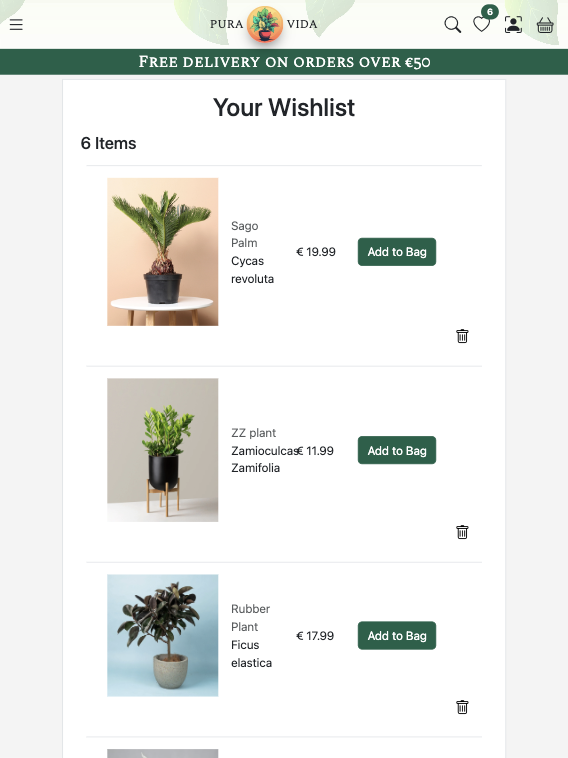 PURA VIDA
6
Free delivery on orders over €50
Your Wishlist
6 Items
Sago
Palm
Cycas
revoluta
€ 19.99
Add to Bag
ZZ plant
Zamioculcas
Zamifolia
€ 11.99
Add to Bag
Rubber
Plant
Ficus
elastica
€ 17.99
Add to Bag